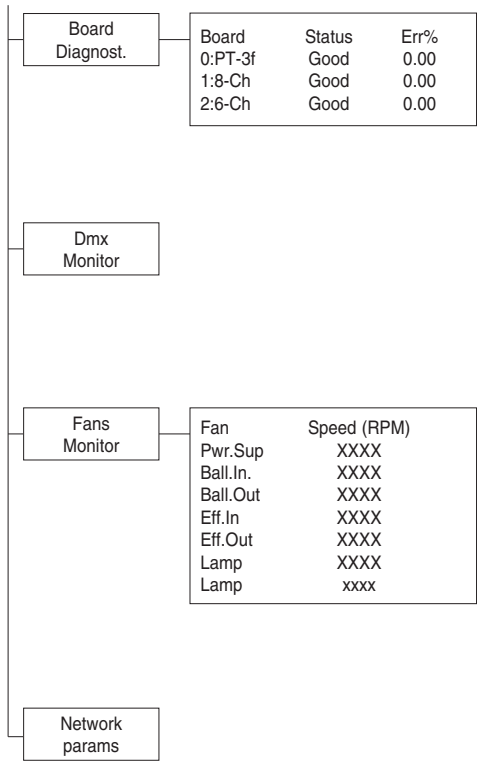 Board
Diagnost.
Board Status Err%
0:PT-3f Good 0.00
1:8-Ch Good 0.00
2:6-Ch Good 0.00
Dmx
Monitor
Fans
Monitor
Fan Speed (RPM)
Pwr.Sup XXXX
Ball.In. XXXX
Ball.Out XXXX
Eff.In XXXX
Eff.Out XXXX
Lamp XXXX
Lamp xxxx
Network
params